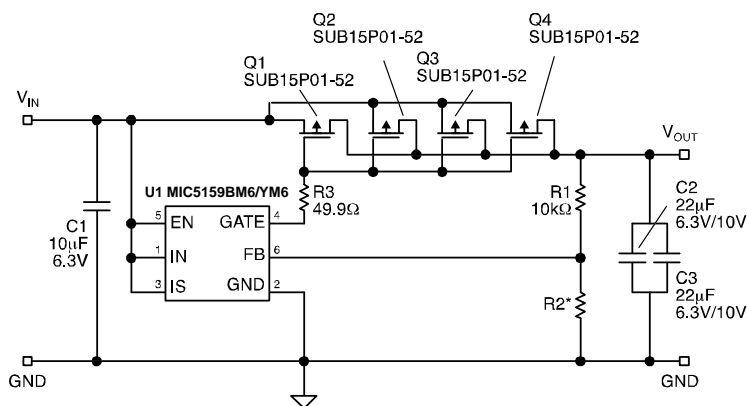 Q2
SUB15P01-52
Q4
SUB15P01-52
Q1
SUB15P01-52
Q3
SUB15P01-52
VIN
VOUT
U1 MIC5159BM6/YM6
R3
49.9Ω
R1
10kΩ
C1
10µF
6.3V
5 EN GATE 4
1 IN FB 6
3 IS GND 2
C2
22µF
6.3V/10V
R2*
C3
22µF
6.3V/10V
GND
GND